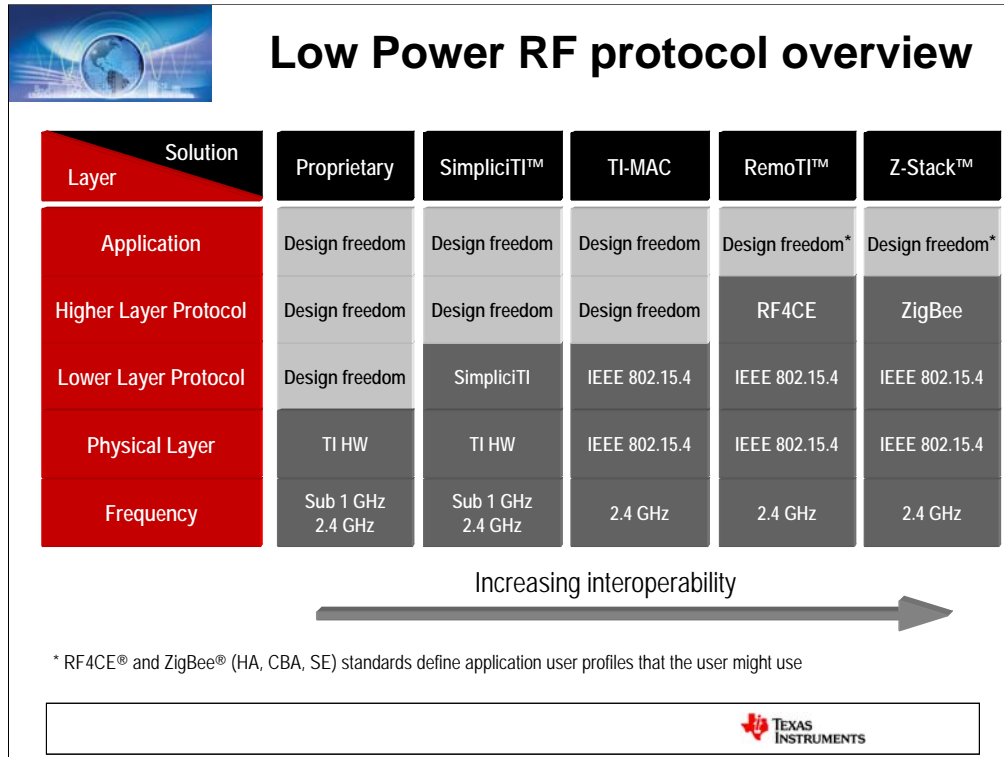 Low Power RF protocol overview
Solution
Layer
Proprietary
SimpliciTI™
TI-MAC
RemoTI™
Z-Stack™
Application
Design freedom
Design freedom
Design freedom
Design freedom*
Design freedom*
Higher Layer Protocol
Design freedom
Design freedom
Design freedom
RF4CE
ZigBee
Lower Layer Protocol
Design freedom
SimpliciTI
IEEE 802.15.4
IEEE 802.15.4
IEEE 802.15.4
Physical Layer
TI HW
TI HW
IEEE 802.15.4
IEEE 802.15.4
IEEE 802.15.4
Frequency
Sub 1 GHz
2.4 GHz
Sub 1 GHz
2.4 GHz
2.4 GHz
2.4 GHz
2.4 GHz
Increasing interoperability
* RF4CE® and ZigBee® (HA, CBA, SE) standards define application user profiles that the user might use
TEXAS
INSTRUMENTS